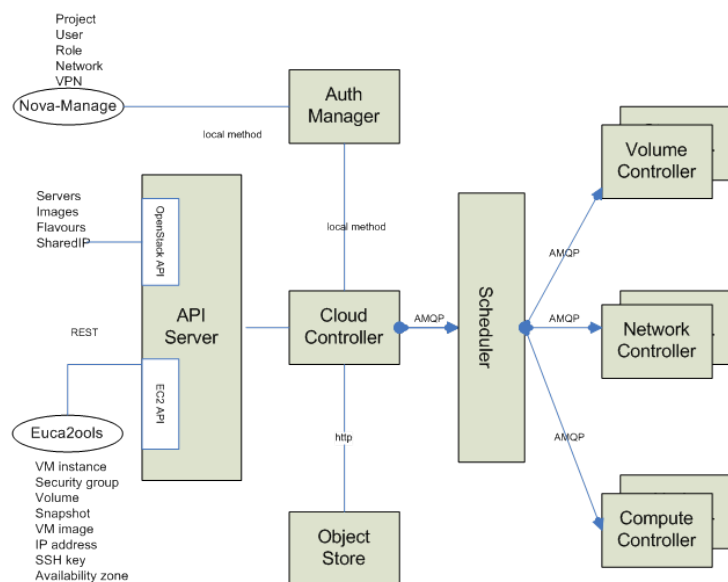 Project
User
Role
Network
VPN
Nova-Manage
Auth
Manager
local method
Volume
Controller
Servers
Images
Flavours
SharedIP
OpenStack API
local method
AMQP
API
Server
Cloud
Controller
AMQP
Scheduler
AMQP
Network
Controller
REST
EC2 API
Euca2ools
http
AMQP
VM instance
Security group
Volume
Snapshot
VM image
IP address
SSH key
Availability zone
Object
Store
Compute
Controller